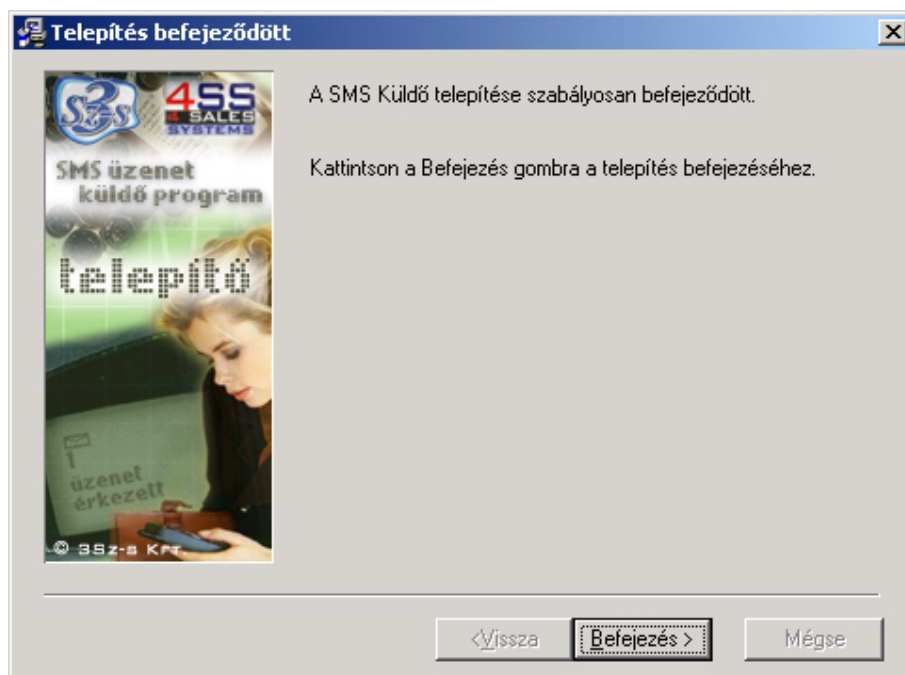 Telepítés befejeződött
3Sz-s
4SS
4 SALES
SYSTEMS
SMS üzenet
küldő program
telepítő
1
üzenet
érkezett
© 3Sz-s KFT.
A SMS Küldő telepítése szabályosan befejeződött.
Kattintson a Befejezés gombra a telepítés befejezéséhez.
<Vissza
Befejezés >
Mégse